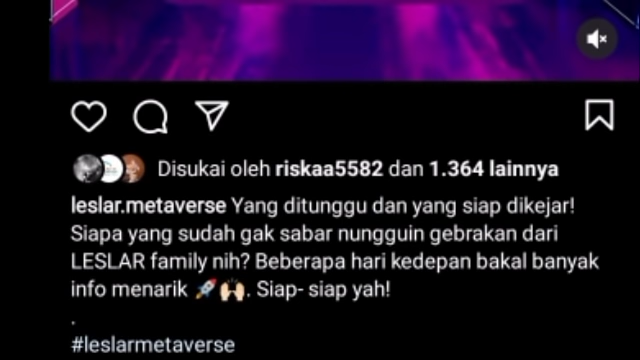 Disukai oleh riskaa5582 dan 1.364 lainnya
leslar.metaverse Yang ditunggu dan yang siap dikejar!
Siapa yang sudah gak sabar nungguin gebrakan dari
LESLAR family nih? Beberapa hari kedepan bakal banyak
info menarik 🚀🙌🏻. Siap- siap yah!
.
#leslarmetaverse